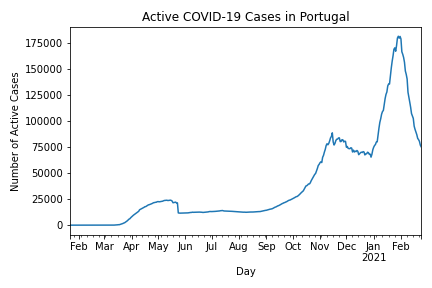 Active COVID-19 Cases in Portugal
Number of Active Cases
175000
150000
125000
100000
75000
50000
25000
0
Feb Mar Apr May Jun Jul Aug Sep Oct Nov Dec Jan Feb
2021
Day